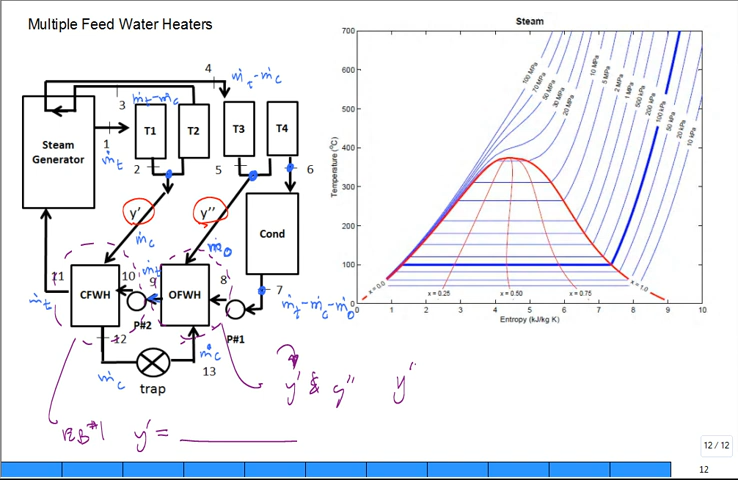 Multiple Feed Water Heaters
Steam
Temperature (°C)
700
600
500
400
300
200
100
0
0
1
2
3
4
5
6
7
8
9
10
Entropy (kJ/kg K)
100 MPa
70 MPa
50 MPa
30 MPa
20 MPa
10 MPa
5 MPa
2 MPa
1 MPa
500 kPa
200 kPa
100 kPa
50 kPa
20 kPa
10 kPa
x = 0.0
x = 0.25
x = 0.50
x = 0.75
x = 1.0
4
ṁt-ṁc
3
ṁt-ṁc
Steam Generator
1
ṁt
T1
T2
T3
T4
2
5
6
y'
y''
ṁc
ṁo
Cond
11
CFWH
10
ṁt
9
OFWH
8
7
ṁt
P#2
P#1
ṁt-ṁc-ṁo
12
ṁc
trap
ṁc
13
y' & y''
y''
EB#1 y' =
12 / 12
12